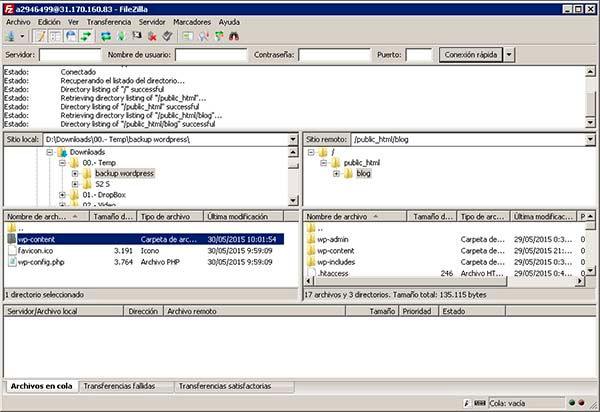 a2946499@31.170.160.83 - FileZilla
Archivo Edición Ver Transferencia Servidor Marcadores Ayuda
Servidor: Nombre de usuario: Contraseña: Puerto: Conexión rápida
Estado: Conectado
Estado: Recuperando el listado del directorio...
Estado: Directory listing of "/" successful
Estado: Retrieving directory listing of "/public_html"...
Estado: Directory listing of "/public_html" successful
Estado: Retrieving directory listing of "/public_html/blog"...
Estado: Directory listing of "/public_html/blog" successful
Sitio local: D:\Downloads\00.- Temp\backup wordpress\
Downloads
00.- Temp
backup wordpress
S2 S
01.- DropBox
02.- Video
Sitio remoto: /public_html/blog
/
public_html
blog
Nombre de arch... Tamaño d... Tipo de archivo Última modificación
..
wp-content Carpeta de arc... 30/05/2015 10:01:54
favicon.ico 3.191 Icono 30/05/2015 9:59:09
wp-config.php 3.764 Archivo PHP 30/05/2015 9:59:09
1 directorio seleccionado
Nombre de archivo Tamaño d... Tipo de arc... Última modific... P
..
wp-admin Carpeta de... 29/05/2015 0:3... 0
wp-content Carpeta de... 29/05/2015 21:... 0
wp-includes Carpeta de... 29/05/2015 0:3... 0
.htaccess 246 Archivo HT... 29/05/2015 0:4... 0
17 archivos y 3 directorios. Tamaño total: 135.115 bytes
Servidor/Archivo local Dirección Archivo remoto Tamaño Prioridad Estado
Archivos en cola Transferencias fallidas Transferencias satisfactorias
Cola: vacía